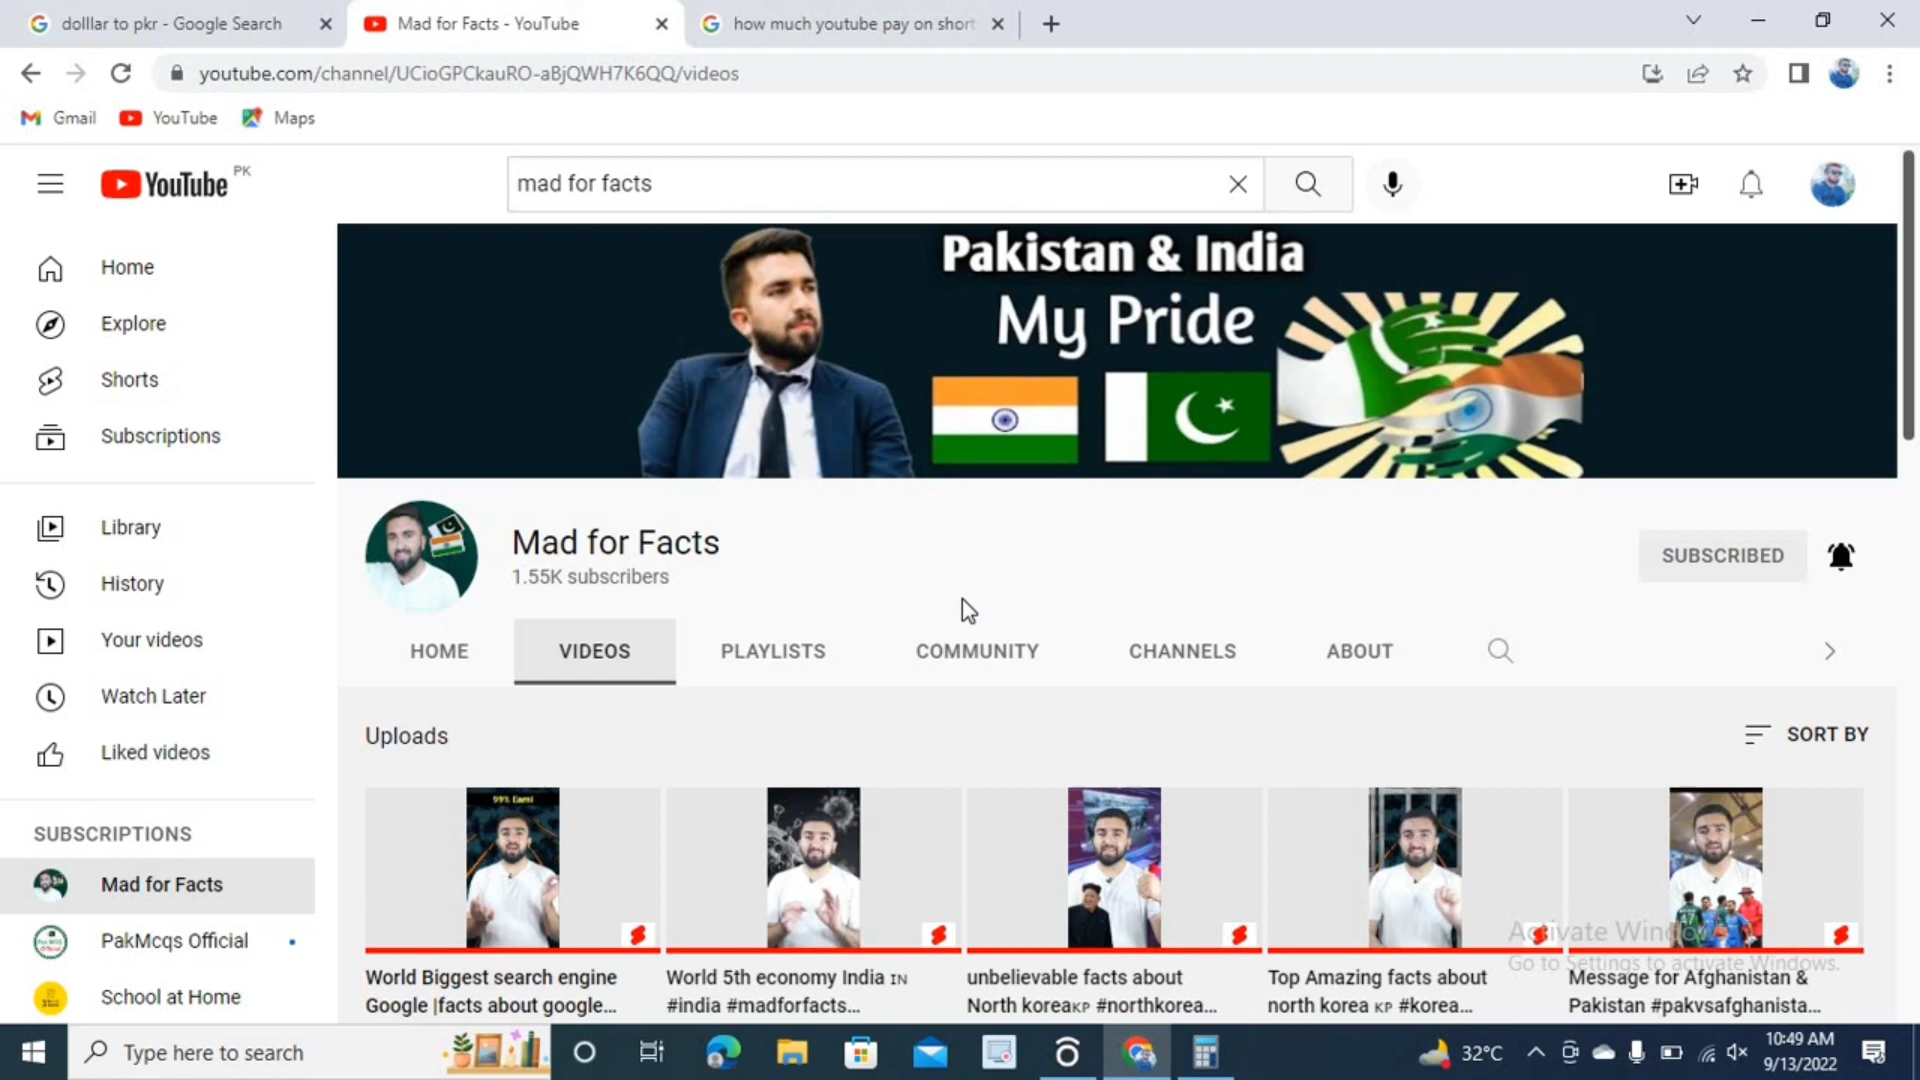 dolllar to pkr - Google Search
Mad for Facts - YouTube
how much youtube pay on short
youtube.com/channel/UCioGPCkauRO-aBjQWH7K6QQ/videos
Gmail
YouTube
Maps
YouTube PK
mad for facts
Home
Explore
Shorts
Subscriptions
Library
History
Your videos
Watch Later
Liked videos
SUBSCRIPTIONS
Mad for Facts
PakMcqs Official
School at Home
Pakistan & India
My Pride
Mad for Facts
1.55K subscribers
SUBSCRIBED
HOME
VIDEOS
PLAYLISTS
COMMUNITY
CHANNELS
ABOUT
Uploads
SORT BY
World Biggest search engine
Google |facts about google...
World 5th economy India IN
#india #madforfacts...
unbelievable facts about
North koreaKP #northkorea...
Top Amazing facts about
north korea KP #korea...
Message for Afghanistan &
Pakistan #pakvsafghanista...
Activate Windows
Go to Settings to activate Windows.
Type here to search
32°C
10:49 AM
9/13/2022